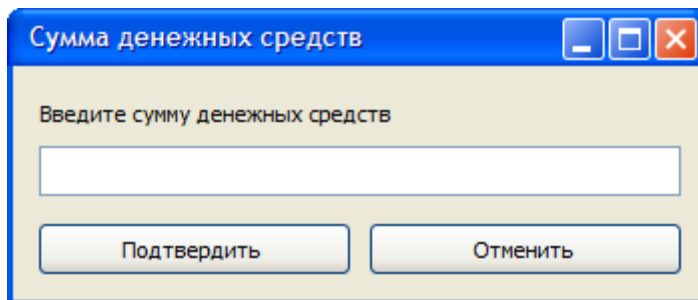 Сумма денежных средств
Введите сумму денежных средств
Подтвердить
Отменить